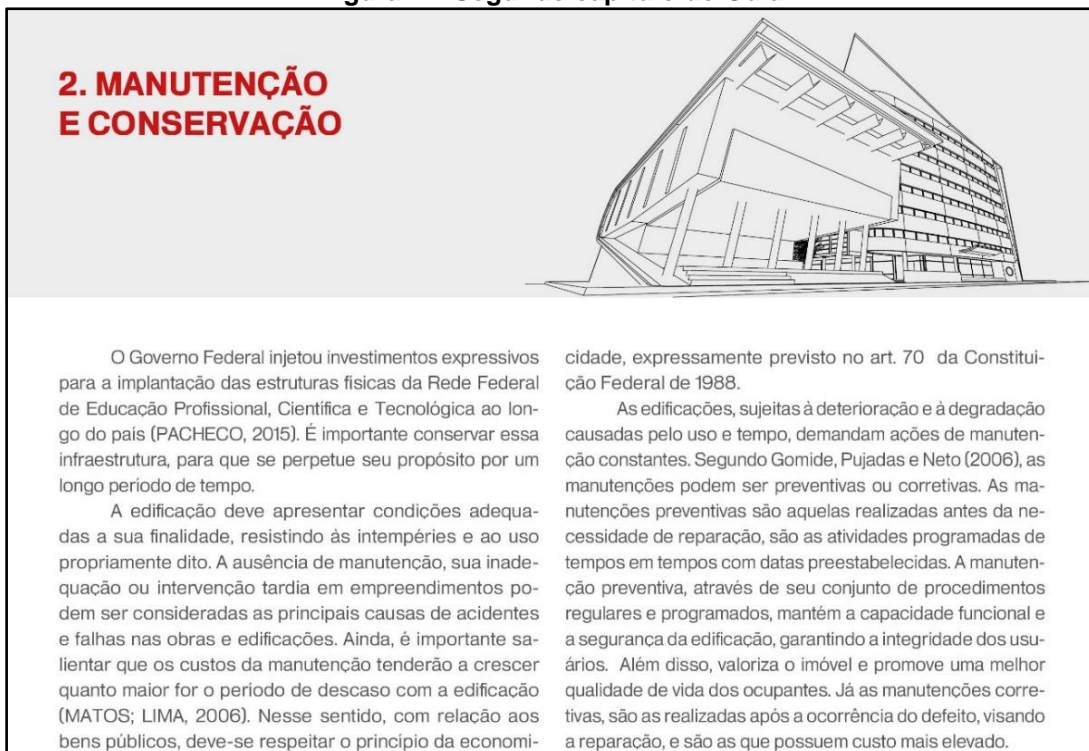 2. MANUTENÇÃO
E CONSERVAÇÃO
O Governo Federal injetou investimentos expressivos
para a implantação das estruturas físicas da Rede Federal
de Educação Profissional, Científica e Tecnológica ao lon-
go do país (PACHECO, 2015). É importante conservar essa
infraestrutura, para que se perpetue seu propósito por um
longo período de tempo.
A edificação deve apresentar condições adequa-
das a sua finalidade, resistindo às intempéries e ao uso
propriamente dito. A ausência de manutenção, sua inade-
quação ou intervenção tardia em empreendimentos po-
dem ser consideradas as principais causas de acidentes
e falhas nas obras e edificações. Ainda, é importante sa-
lientar que os custos da manutenção tenderão a crescer
quanto maior for o período de descaso com a edificação
(MATOS; LIMA, 2006). Nesse sentido, com relação aos
bens públicos, deve-se respeitar o princípio da economi-
cidade, expressamente previsto no art. 70 da Constitui-
ção Federal de 1988.
As edificações, sujeitas à deterioração e à degradação
causadas pelo uso e tempo, demandam ações de manuten-
ção constantes. Segundo Gomide, Pujadas e Neto (2006), as
manutenções podem ser preventivas ou corretivas. As ma-
nutenções preventivas são aquelas realizadas antes da ne-
cessidade de reparação, são as atividades programadas de
tempos em tempos com datas preestabelecidas. A manuten-
ção preventiva, através de seu conjunto de procedimentos
regulares e programados, mantém a capacidade funcional e
a segurança da edificação, garantindo a integridade dos usu-
ários. Além disso, valoriza o imóvel e promove uma melhor
qualidade de vida dos ocupantes. Já as manutenções corre-
tivas, são as realizadas após a ocorrência do defeito, visando
a reparação, e são as que possuem custo mais elevado.